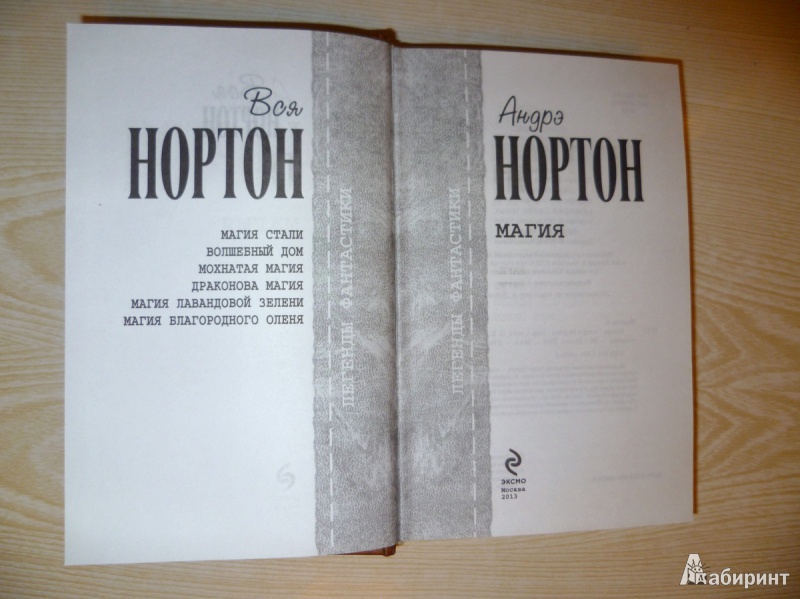 Вся
НОРТОН
МАГИЯ СТАЛИ
ВОЛШЕБНЫЙ ДОМ
МОХНАТАЯ МАГИЯ
ДРАКОНОВА МАГИЯ
МАГИЯ ЛАВАНДОВОЙ ЗЕЛЕНИ
МАГИЯ БЛАГОРОДНОГО ОЛЕНЯ
ЛЕГЕНДЫ ФАНТАСТИКИ
ЛЕГЕНДЫ ФАНТАСТИКИ
Андрэ
НОРТОН
МАГИЯ
ЭКСМО
Москва
2013
Лабиринт